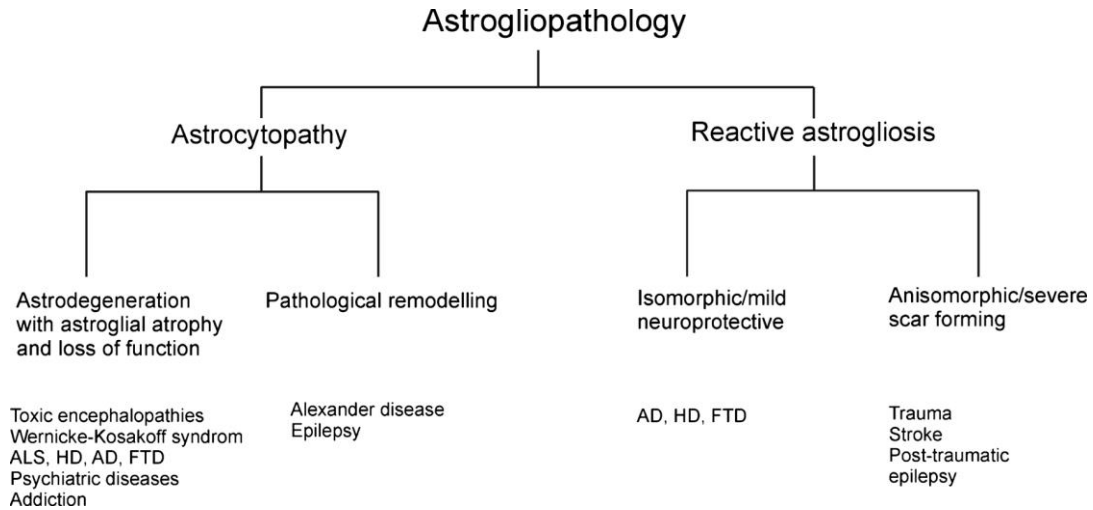 Astrogliopathology
Astrocytopathy
Reactive astrogliosis
Astrodegeneration
with astroglial atrophy
and loss of function
Pathological remodelling
Isomorphic/mild
neuroprotective
Anisomorphic/severe
scar forming
Toxic encephalopathies
Wernicke-Kosakoff syndrom
ALS, HD, AD, FTD
Psychiatric diseases
Addiction
Alexander disease
Epilepsy
AD, HD, FTD
Trauma
Stroke
Post-traumatic
epilepsy